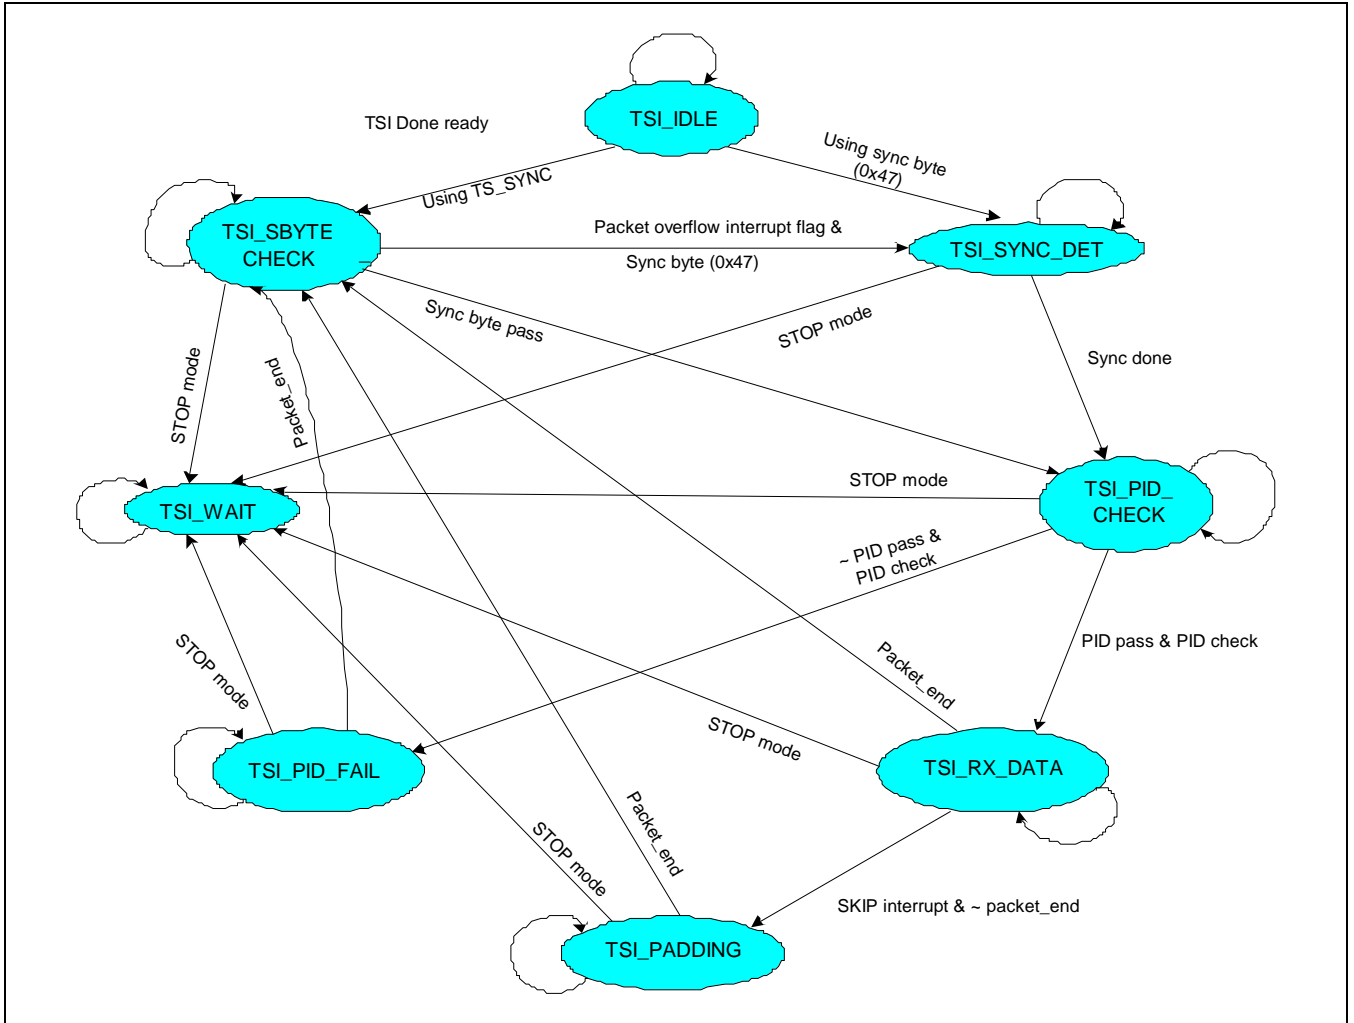 TSI_IDLE
TSI Done ready
Using sync byte
(0x47)
Using TS_SYNC
TSI_SBYTE
CHECK
Packet overflow interrupt flag &
Sync byte (0x47)
TSI_SYNC_DET
Sync byte pass
STOP mode
Sync done
STOP mode
Packet_end
STOP mode
TSI_WAIT
TSI_PID_
CHECK
~ PID pass &
PID check
PID pass & PID check
STOP mode
Packet_end
STOP mode
TSI_PID_FAIL
TSI_RX_DATA
Packet_end
STOP mode
SKIP interrupt & ~ packet_end
TSI_PADDING